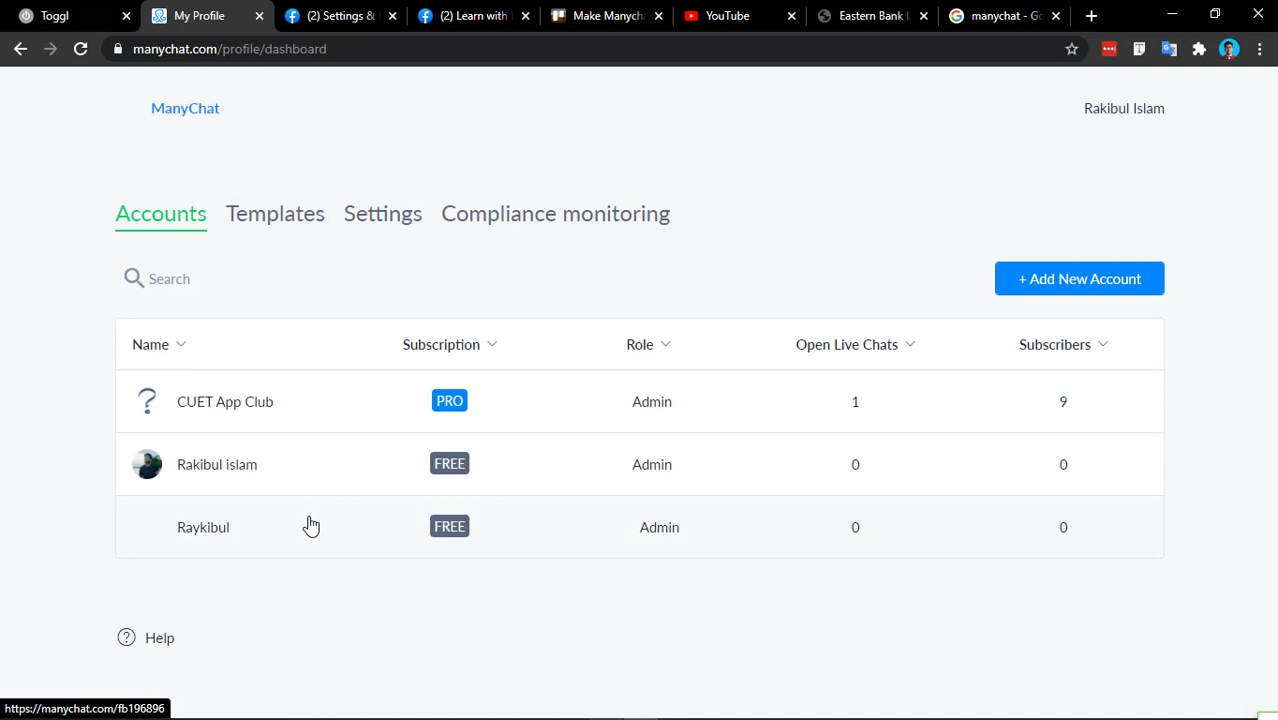 Toggl
My Profile
(2) Settings &
(2) Learn with
Make Manych
YouTube
Eastern Bank L
manychat - Go
manychat.com/profile/dashboard
ManyChat
Rakibul Islam
Accounts Templates Settings Compliance monitoring
Search
+ Add New Account
Name Subscription Role Open Live Chats Subscribers
CUET App Club PRO Admin 1 9
Rakibul islam FREE Admin 0 0
Raykibul FREE Admin 0 0
? Help
https://manychat.com/fb196896